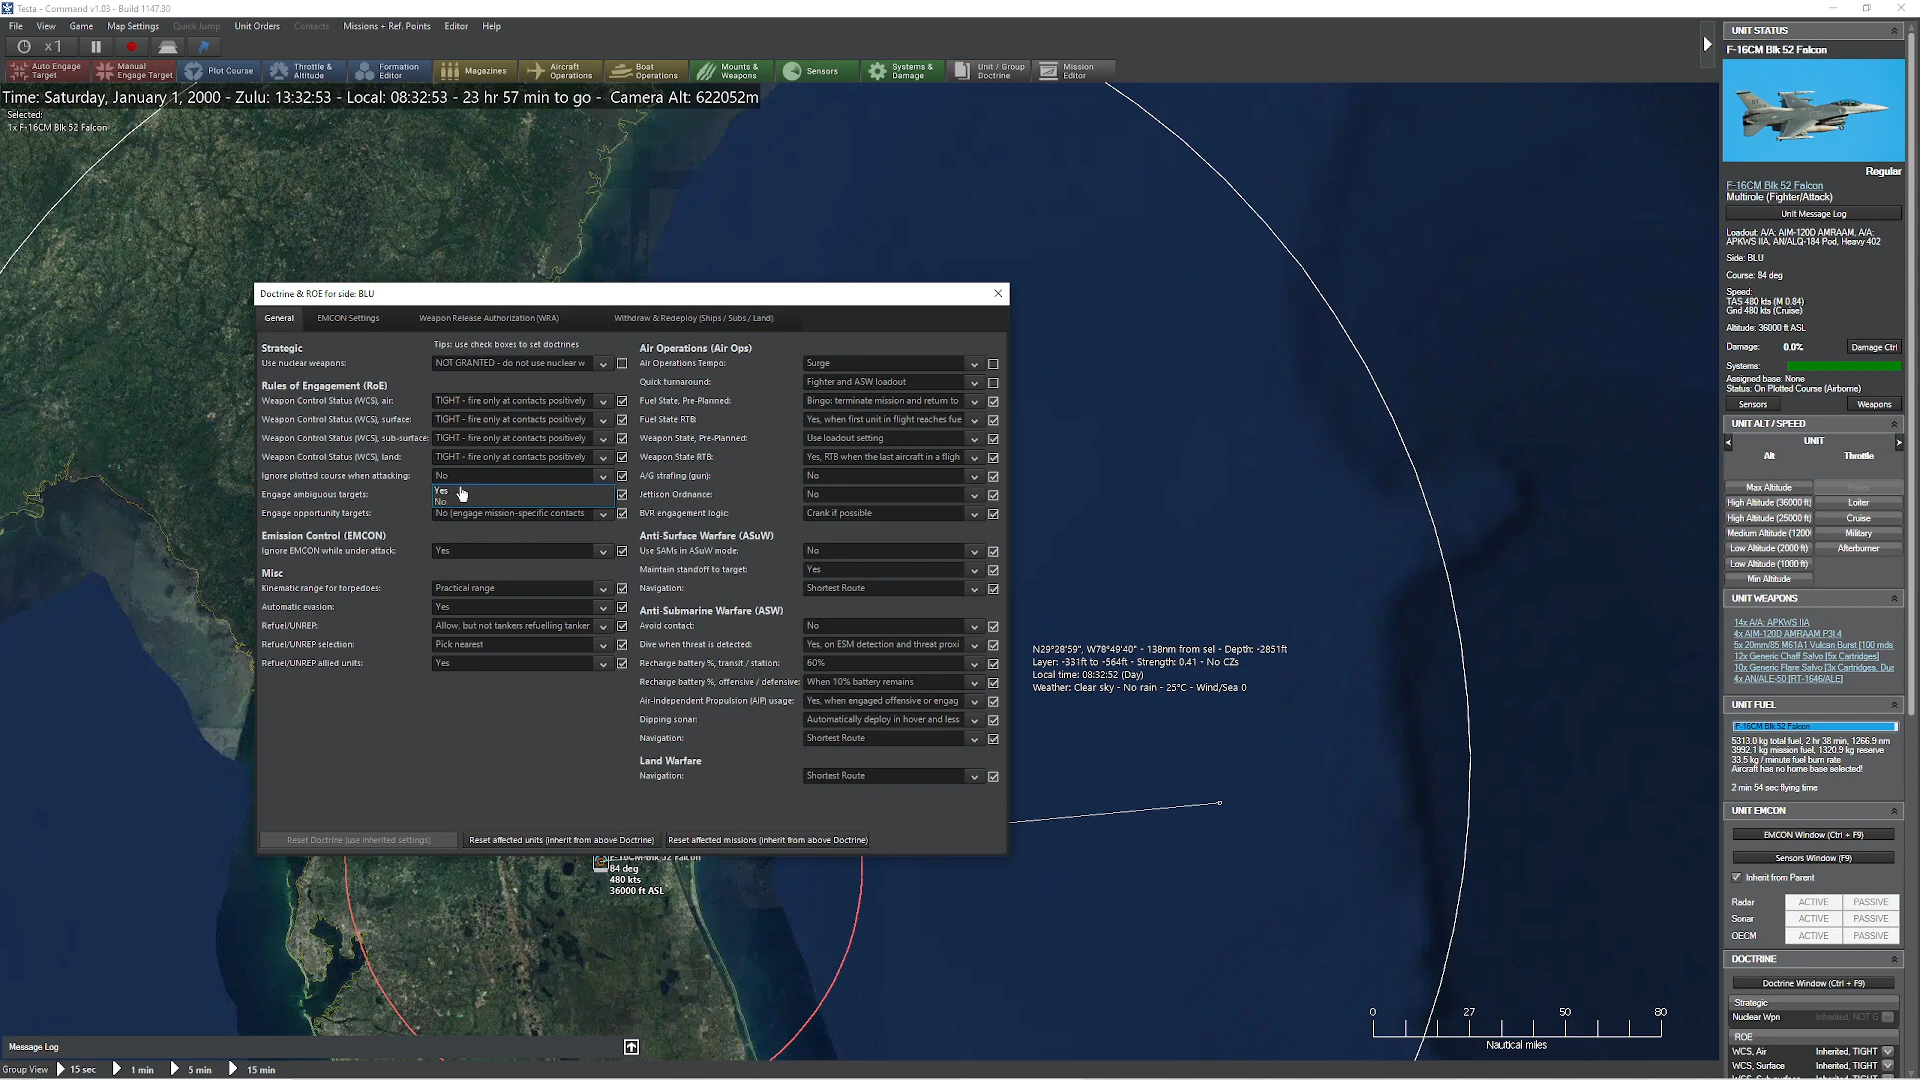 Testa - Command v1.03 - Build 1147.30
File View Game Map Settings Quick Jump Unit Orders Contacts Missions + Ref. Points Editor Help
x1
Auto Engage Target
Manual Engage Target
Plot Course
Throttle & Altitude
Formation Editor
Magazines
Aircraft Operations
Boat Operations
Mounts & Weapons
Sensors
Systems & Damage
Unit / Group Doctrine
Mission Editor
Time: Saturday, January 1, 2000 - Zulu: 13:32:53 - Local: 08:32:53 - 23 hr 57 min to go - Camera Alt: 622052m
Selected:
1x F-16CM Blk 52 Falcon
Doctrine & ROE for side: BLU
General EMCON Settings Weapon Release Authorization (WRA) Withdraw & Redeploy (Ships / Subs / Land)
Strategic
Tips: use check boxes to set doctrines
Use nuclear weapons: NOT GRANTED - do not use nuclear w
Rules of Engagement (RoE)
Weapon Control Status (WCS), air: TIGHT - fire only at contacts positively
Weapon Control Status (WCS), surface: TIGHT - fire only at contacts positively
Weapon Control Status (WCS), sub-surface: TIGHT - fire only at contacts positively
Weapon Control Status (WCS), land: TIGHT - fire only at contacts positively
Ignore plotted course when attacking: No
Yes
No
Engage ambiguous targets:
Engage opportunity targets: No (engage mission-specific contacts
Emission Control (EMCON)
Ignore EMCON while under attack: Yes
Misc
Kinematic range for torpedoes: Practical range
Automatic evasion: Yes
Refuel/UNREP: Allow, but not tankers refuelling tanker
Refuel/UNREP selection: Pick nearest
Refuel/UNREP allied units: Yes
Air Operations (Air Ops)
Air Operations Tempo: Surge
Quick turnaround: Fighter and ASW loadout
Fuel State, Pre-Planned: Bingo: terminate mission and return to
Fuel State RTB: Yes, when first unit in flight reaches fue
Weapon State, Pre-Planned: Use loadout setting
Weapon State RTB: Yes, RTB when the last aircraft in a fligh
A/G strafing (gun): No
Jettison Ordnance: No
BVR engagement logic: Crank if possible
Anti-Surface Warfare (ASuW)
Use SAMs in ASuW mode: No
Maintain standoff to target: Yes
Navigation: Shortest Route
Anti-Submarine Warfare (ASW)
Avoid contact: No
Dive when threat is detected: Yes, on ESM detection and threat proxi
Recharge battery %, transit / station: 60%
Recharge battery %, offensive / defensive: When 10% battery remains
Air-Independent Propulsion (AIP) usage: Yes, when engaged offensive or engag
Dipping sonar: Automatically deploy in hover and less
Navigation: Shortest Route
Land Warfare
Navigation: Shortest Route
Reset Doctrine (use inherited settings) Reset affected units (inherit from above Doctrine) Reset affected missions (inherit from above Doctrine)
F-16CM Blk 52 Falcon
84 deg
480 kts
36000 ft ASL
N29°28'59", W78°49'40" - 138nm from sel - Depth: -2851ft
Layer: -331ft to -564ft - Strength: 0.41 - No CZs
Local time: 08:32:52 (Day)
Weather: Clear sky - No rain - 25°C - Wind/Sea 0
0 27 50 80
Nautical miles
Message Log
Group View 15 sec 1 min 5 min 15 min
UNIT STATUS
F-16CM Blk 52 Falcon
Regular
F-16CM Blk 52 Falcon
Multirole (Fighter/Attack)
Unit Message Log
Loadout: A/A: AIM-120D AMRAAM, A/A:
APKWS IIA, AN/ALQ-184 Pod, Heavy 402
Side: BLU
Course: 84 deg
Speed:
TAS 480 kts (M 0.84)
Gnd 480 kts (Cruise)
Altitude: 36000 ft ASL
Damage: 0.0% Damage Ctrl
Systems:
Assigned base: None
Status: On Plotted Course (Airborne)
Sensors Weapons
UNIT ALT / SPEED
< UNIT >
Alt Throttle
Max Altitude
High Altitude (36000 ft) Loiter
High Altitude (25000 ft) Cruise
Medium Altitude (1200 Military
Low Altitude (2000 ft) Afterburner
Low Altitude (1000 ft)
Min Altitude
UNIT WEAPONS
14x A/A: APKWS IIA
4x AIM-120D AMRAAM P3I.4
5x 20mm/85 M61A1 Vulcan Burst [100 rnds
12x Generic Chaff Salvo [5x Cartridges]
10x Generic Flare Salvo [3x Cartridges, Dua
4x AN/ALE-50 [RT-1646/ALE]
UNIT FUEL
F-16CM Blk 52 Falcon
5313.0 kg total fuel, 2 hr 38 min, 1266.9 nm
3992.1 kg mission fuel, 1320.9 kg reserve
33.5 kg / minute fuel burn rate
Aircraft has no home base selected!
2 min 54 sec flying time
UNIT EMCON
EMCON Window (Ctrl + F9)
Sensors Window (F9)
Inherit from Parent
Radar ACTIVE PASSIVE
Sonar ACTIVE PASSIVE
OECM ACTIVE PASSIVE
DOCTRINE
Doctrine Window (Ctrl + F9)
Strategic
Nuclear Wpn Inherited, NOT G
ROE
WCS, Air Inherited, TIGHT
WCS, Surface Inherited, TIGHT